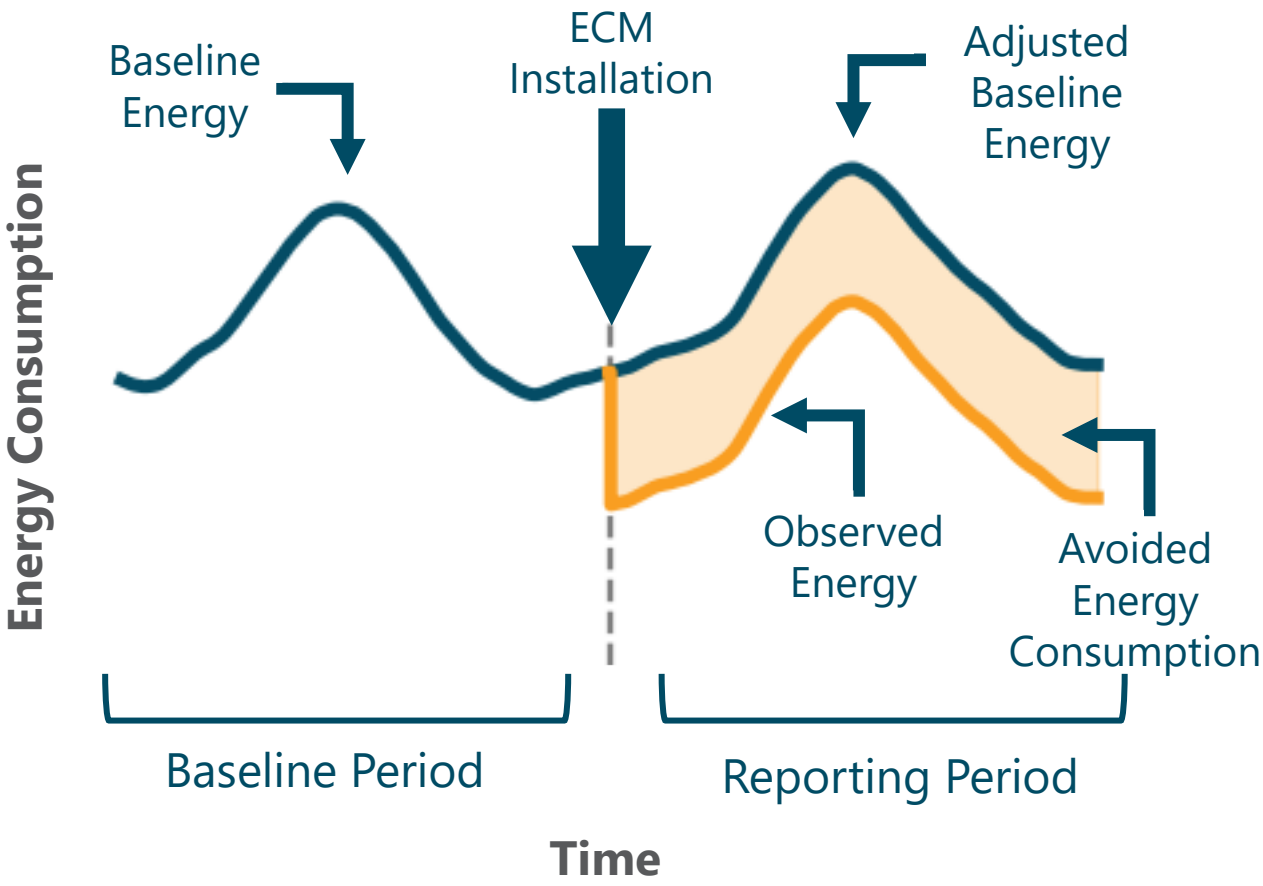 Baseline
Energy
ECM
Installation
Adjusted
Baseline
Energy
Energy Consumption
Observed
Energy
Avoided
Energy
Consumption
Baseline Period
Reporting Period
Time